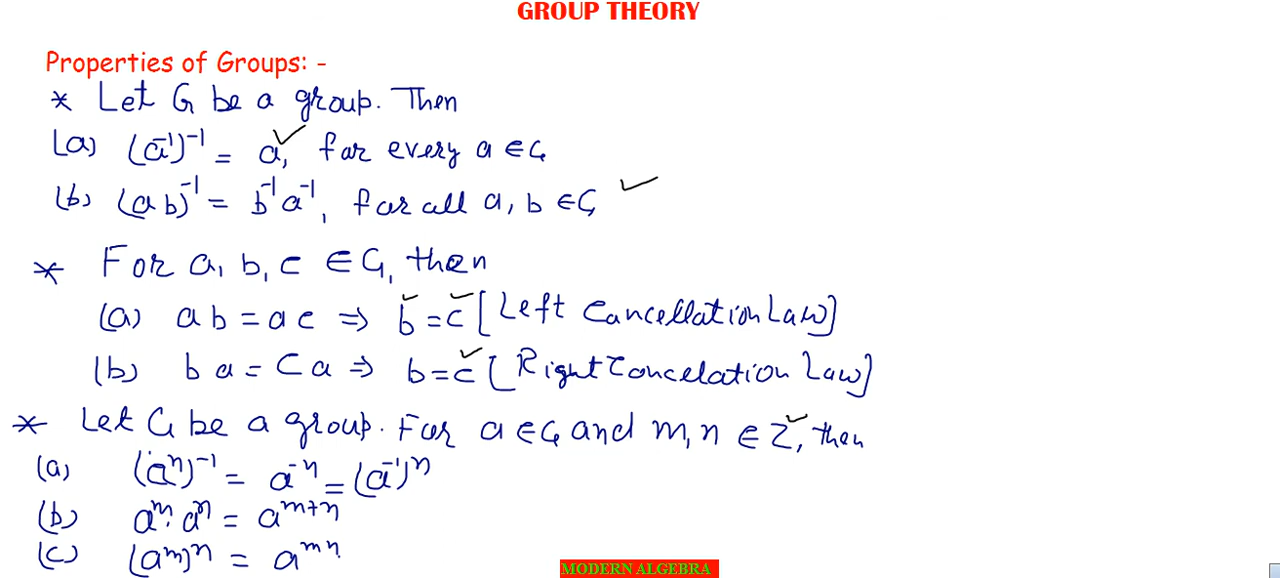 GROUP THEORY
Properties of Groups: -
* Let G be a group. Then
(a) (a⁻¹)⁻¹ = a, for every a ∈ G
(b) (ab)⁻¹ = b⁻¹a⁻¹, for all a, b ∈ G
* For a, b, c ∈ G, then
(a) ab = ac ⇒ b = c [Left Cancellation Law]
(b) ba = ca ⇒ b = c [Right Concelation Law]
* Let G be a group. For a ∈ G and m, n ∈ Z, then
(a) (aⁿ)⁻¹ = a⁻ⁿ = (a⁻¹)ⁿ
(b) aᵐ. aⁿ = aᵐ⁺ⁿ
(c) (aᵐ)ⁿ = aᵐⁿ
MODERN ALGEBRA